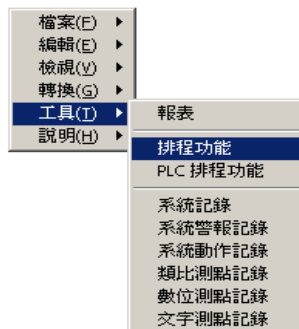 檔案(F)
編輯(E)
檢視(V)
轉換(G)
工具(T)
説明(H)
報表
排程功能
PLC 排程功能
系統記錄
系統警報記錄
系統動作記錄
類比測點記錄
數位測點記錄
文字測點記錄